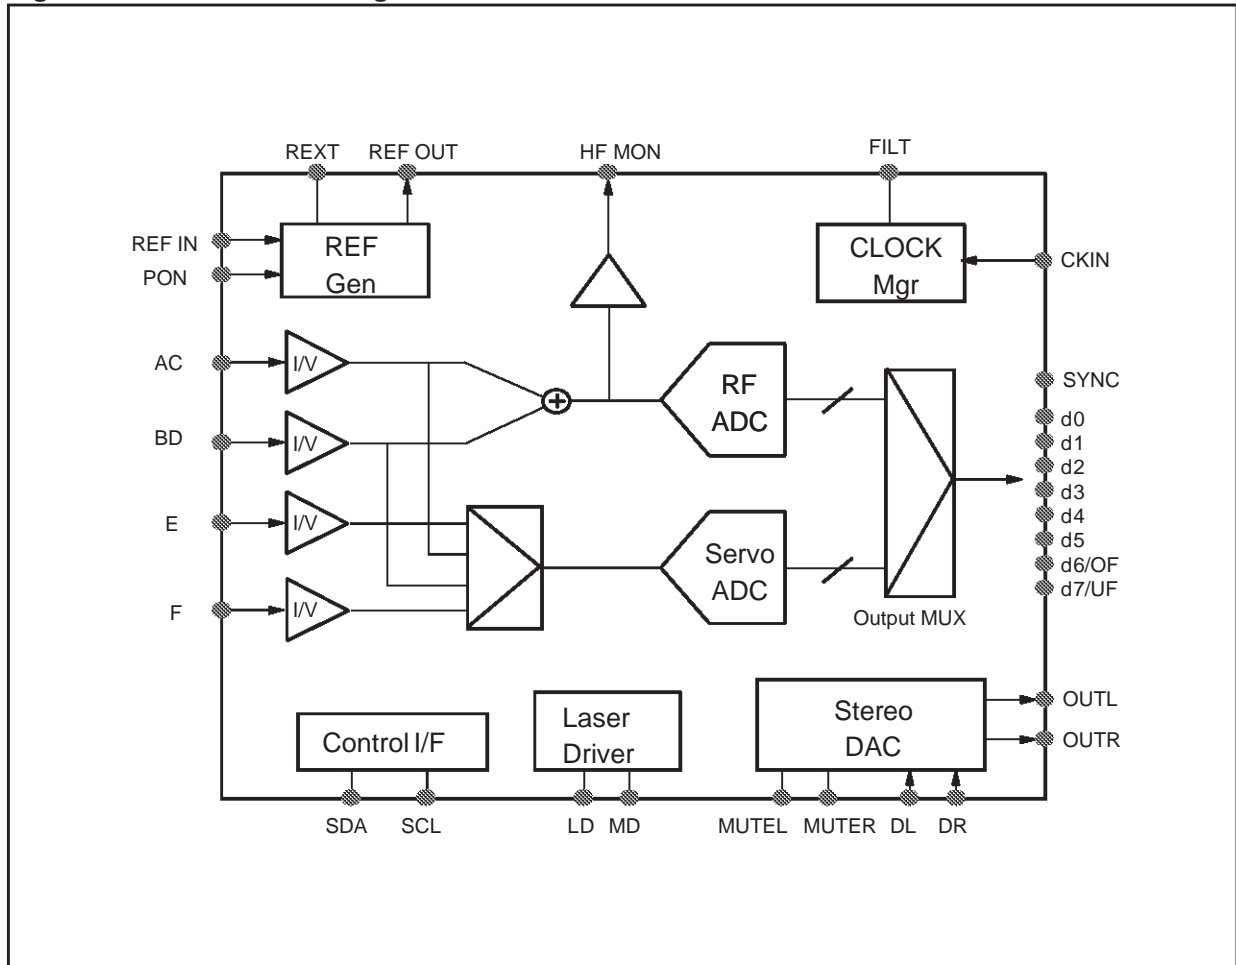 REXT REF OUT HF MON FILT
REF IN
PON
REF
Gen
CLOCK
Mgr
CKIN
AC
I/V
BD
I/V
E
I/V
F
I/V
RF
ADC
Servo
ADC
Output MUX
SYNC
d0
d1
d2
d3
d4
d5
d6/OF
d7/UF
Control I/F
Laser
Driver
Stereo
DAC
OUTL
OUTR
SDA SCL LD MD MUTEL MUTER DL DR